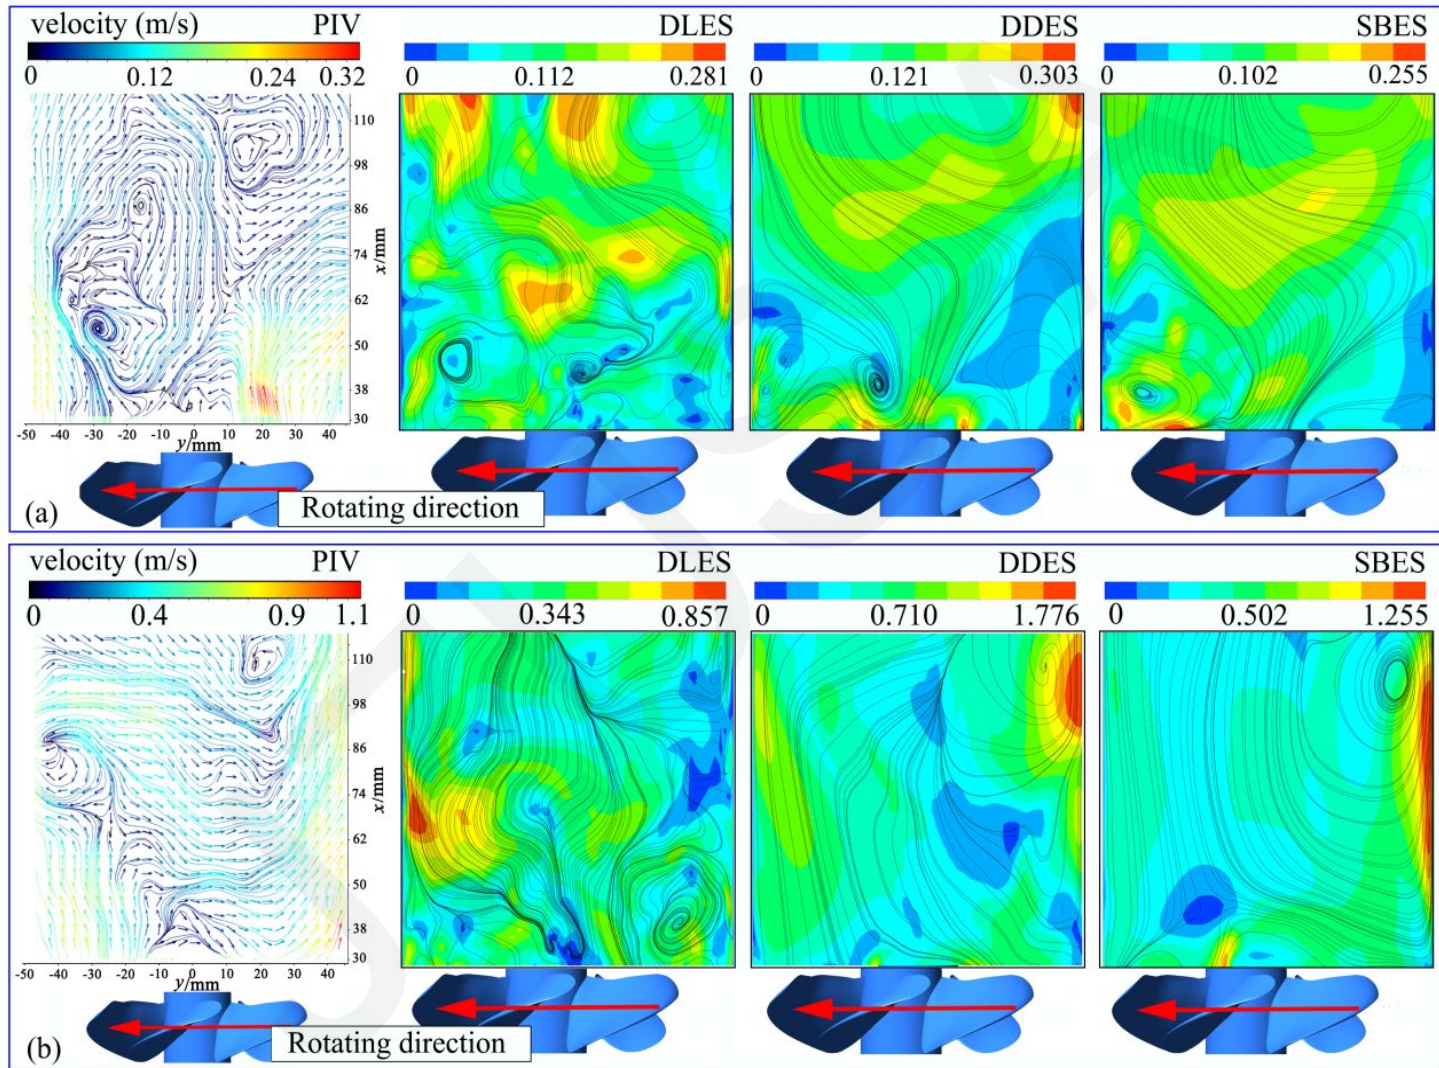 velocity (m/s) PIV
0 0.12 0.24 0.32
DLES
0 0.112 0.281
DDES
0 0.121 0.303
SBES
0 0.102 0.255
110
98
86
74
62
50
38
30
x/mm
-50 -40 -30 -20 -10 0 10 20 30 40
y/mm
(a)
Rotating direction
velocity (m/s) PIV
0 0.4 0.9 1.1
DLES
0 0.343 0.857
DDES
0 0.710 1.776
SBES
0 0.502 1.255
110
98
86
74
62
50
38
30
x/mm
-50 -40 -30 -20 -10 0 10 20 30 40
y/mm
(b)
Rotating direction